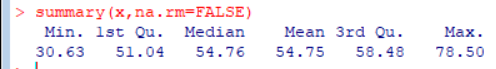 > summary(x,na.rm=FALSE)
Min. 1st Qu. Median Mean 3rd Qu. Max.
30.63 51.04 54.76 54.75 58.48 78.50
>